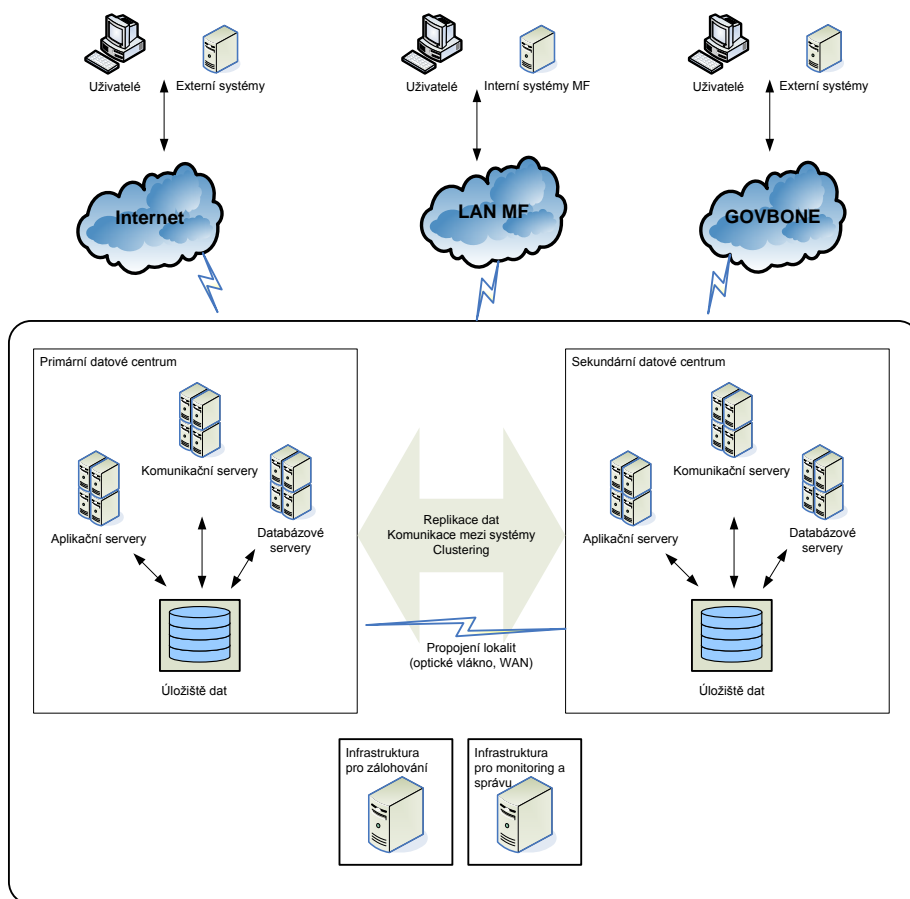 Uživatelé
Externí systémy
Uživatelé
Interní systémy MF
Uživatelé
Externí systémy
Internet
LAN MF
GOVBONE
Primární datové centrum
Komunikační servery
Aplikační servery
Databázové
servery
Úložiště dat
Replikace dat
Komunikace mezi systémy
Clustering
Propojení lokalit
(optické vlákno, WAN)
Sekundární datové centrum
Komunikační servery
Aplikační servery
Databázové
servery
Úložiště dat
Infrastruktura
pro zálohování
Infrastruktura
pro monitoring a
správu